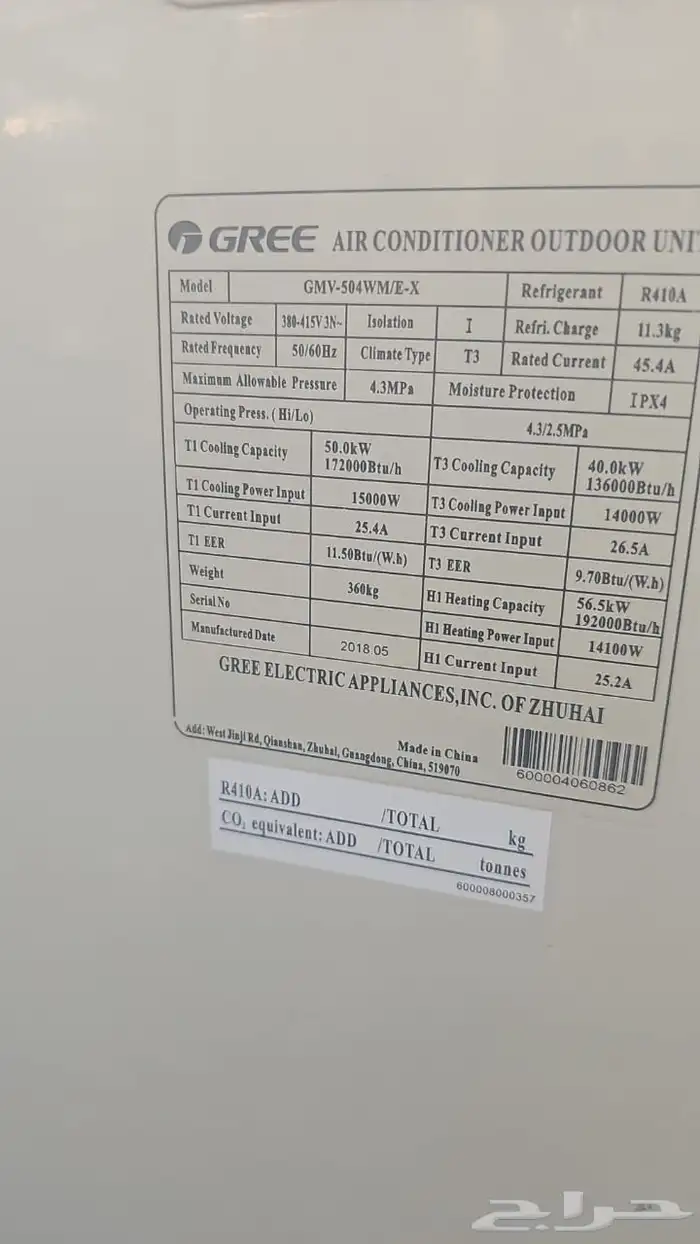 GREE AIR CONDITIONER OUTDOOR UNI
Model GMV-504WM/E-X Refrigerant R410A
Rated Voltage 380-415V 3N~ Isolation I Refri. Charge 11.3kg
Rated Frequency 50/60Hz Climate Type T3 Rated Current 45.4A
Maximum Allowable Pressure 4.3MPa Moisture Protection IPX4
Operating Press. (Hi/Lo) 4.3/2.5MPa
T1 Cooling Capacity 50.0kW 172000Btu/h T3 Cooling Capacity 40.0kW 136000Btu/h
T1 Cooling Power Input 15000W T3 Cooling Power Input 14000W
T1 Current Input 25.4A T3 Current Input 26.5A
T1 EER 11.50Btu/(W.h) T3 EER 9.70Btu/(W.h)
Weight 360kg H1 Heating Capacity 56.5kW 192000Btu/h
Serial No H1 Heating Power Input 14100W
Manufactured Date 2018.05 H1 Current Input 25.2A
GREE ELECTRIC APPLIANCES,INC. OF ZHUHAI
Add: West Jinji Rd, Qianshan, Zhuhai, Guangdong, China, 519070
Made in China
600004060862
R410A: ADD /TOTAL kg
CO₂ equivalent: ADD /TOTAL tonnes
600008000357
حراج